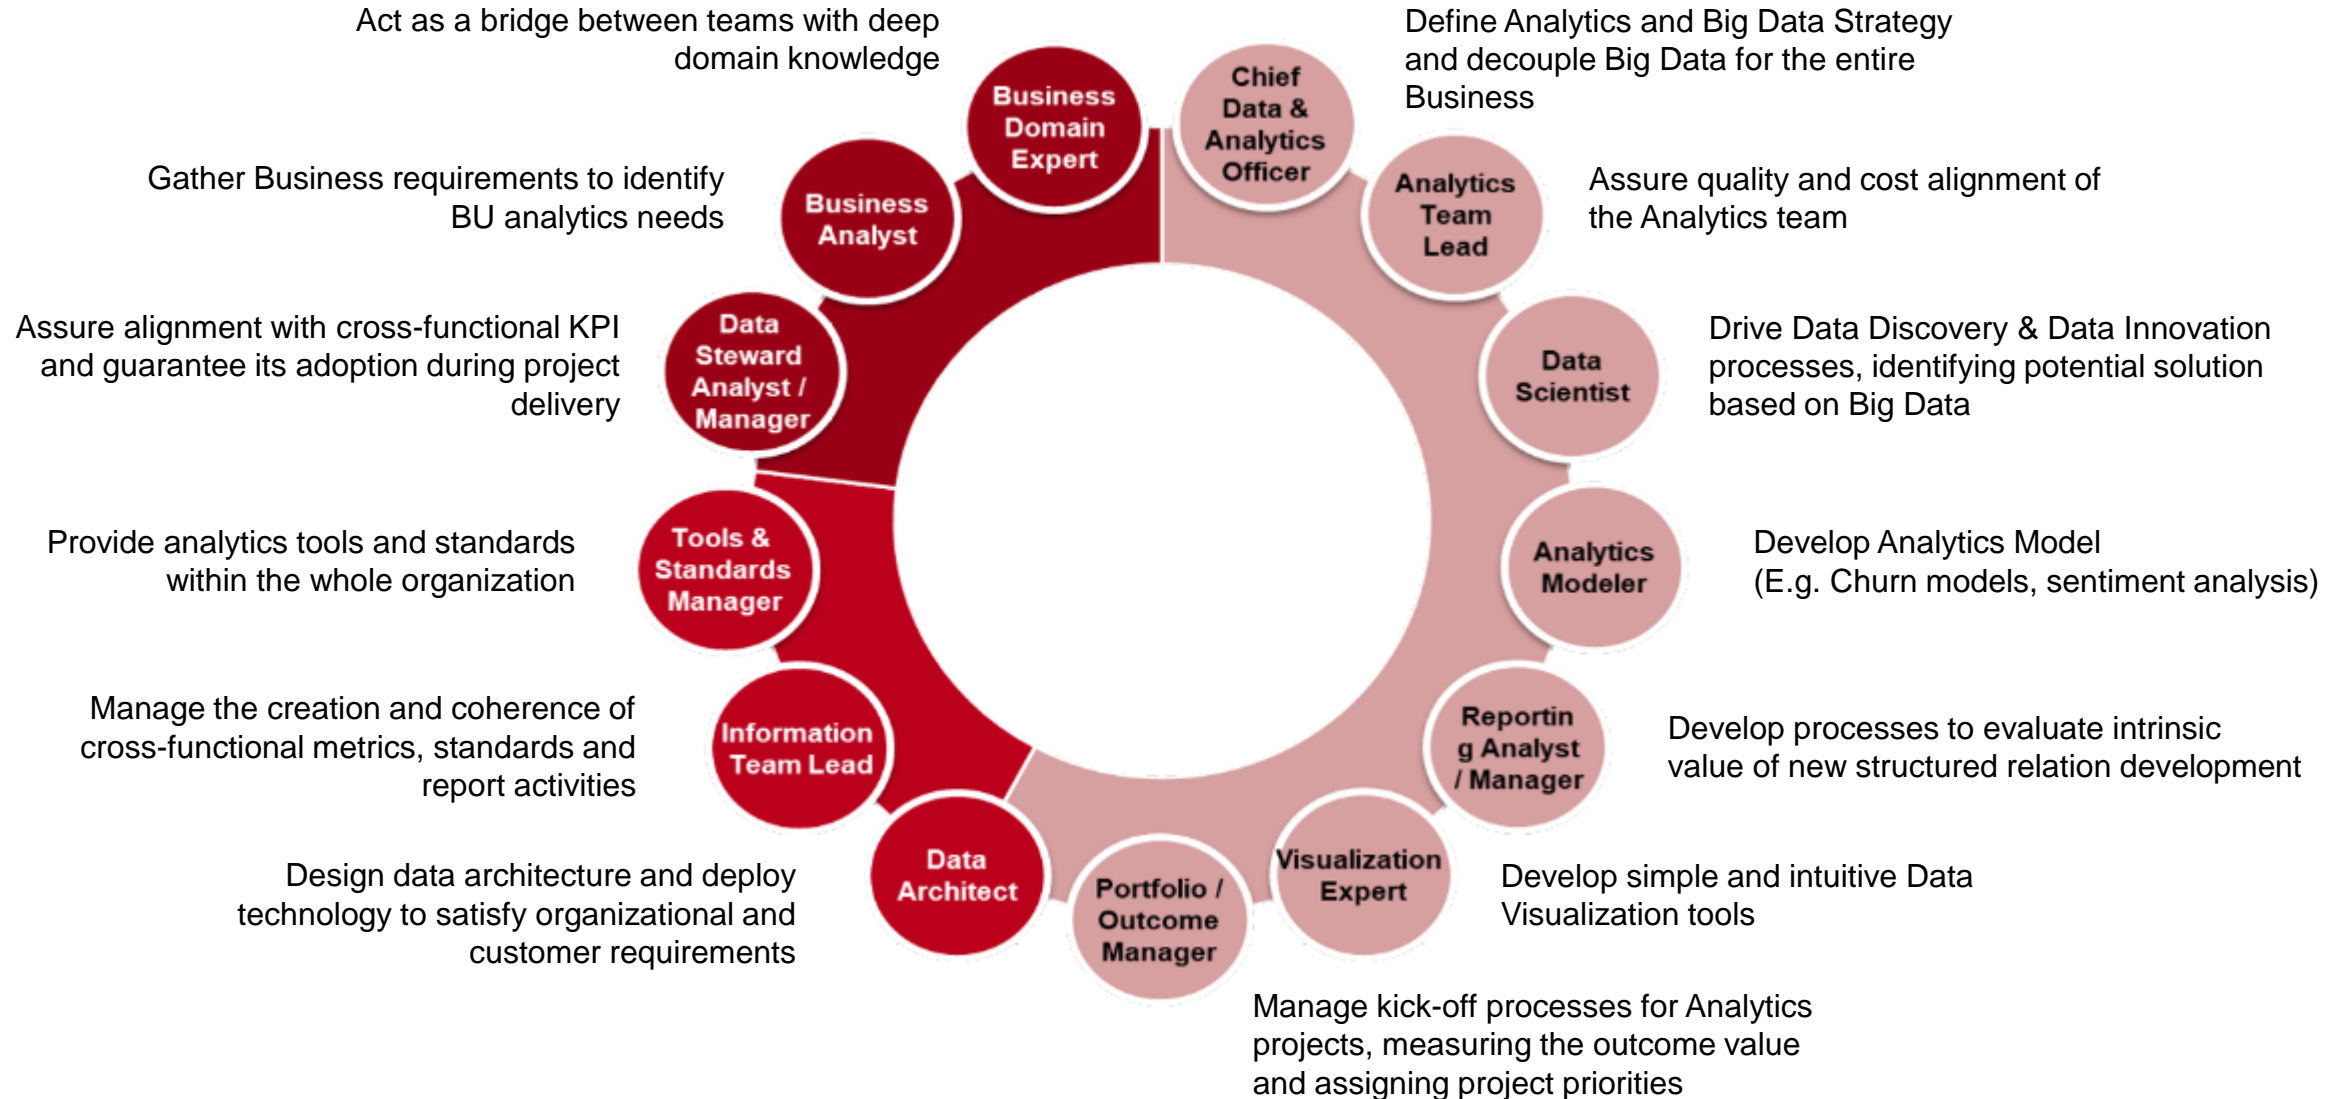 Act as a bridge between teams with deep
domain knowledge
Business
Domain
Expert
Chief
Data &
Analytics
Officer
Define Analytics and Big Data Strategy
and decouple Big Data for the entire
Business
Gather Business requirements to identify
BU analytics needs
Business
Analyst
Analytics
Team
Lead
Assure quality and cost alignment of
the Analytics team
Assure alignment with cross-functional KPI
and guarantee its adoption during project
delivery
Data
Steward
Analyst /
Manager
Data
Scientist
Drive Data Discovery & Data Innovation
processes, identifying potential solution
based on Big Data
Provide analytics tools and standards
within the whole organization
Tools &
Standards
Manager
Analytics
Modeler
Develop Analytics Model
(E.g. Churn models, sentiment analysis)
Manage the creation and coherence of
cross-functional metrics, standards and
report activities
Information
Team Lead
Reportin
g Analyst
/ Manager
Develop processes to evaluate intrinsic
value of new structured relation development
Design data architecture and deploy
technology to satisfy organizational and
customer requirements
Data
Architect
Portfolio /
Outcome
Manager
Visualization
Expert
Develop simple and intuitive Data
Visualization tools
Manage kick-off processes for Analytics
projects, measuring the outcome value
and assigning project priorities